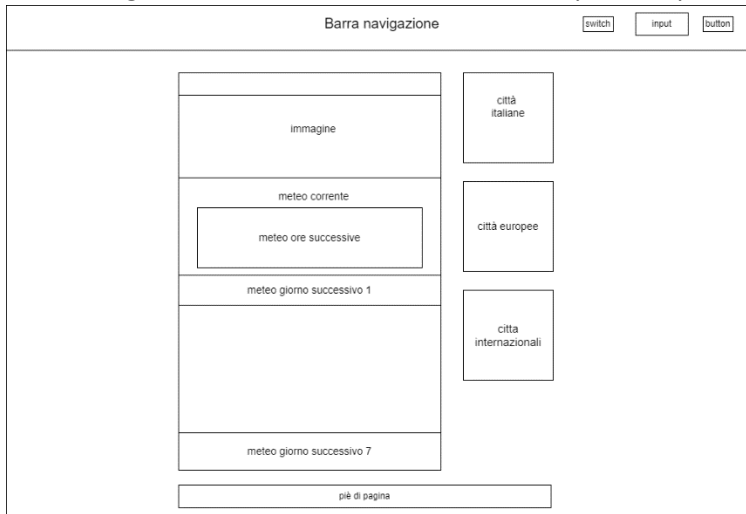 Barra navigazione
switch
input
button
immagine
città
italiane
meteo corrente
meteo ore successive
città europee
meteo giorno successivo 1
citta
internazionali
meteo giorno successivo 7
piè di pagina